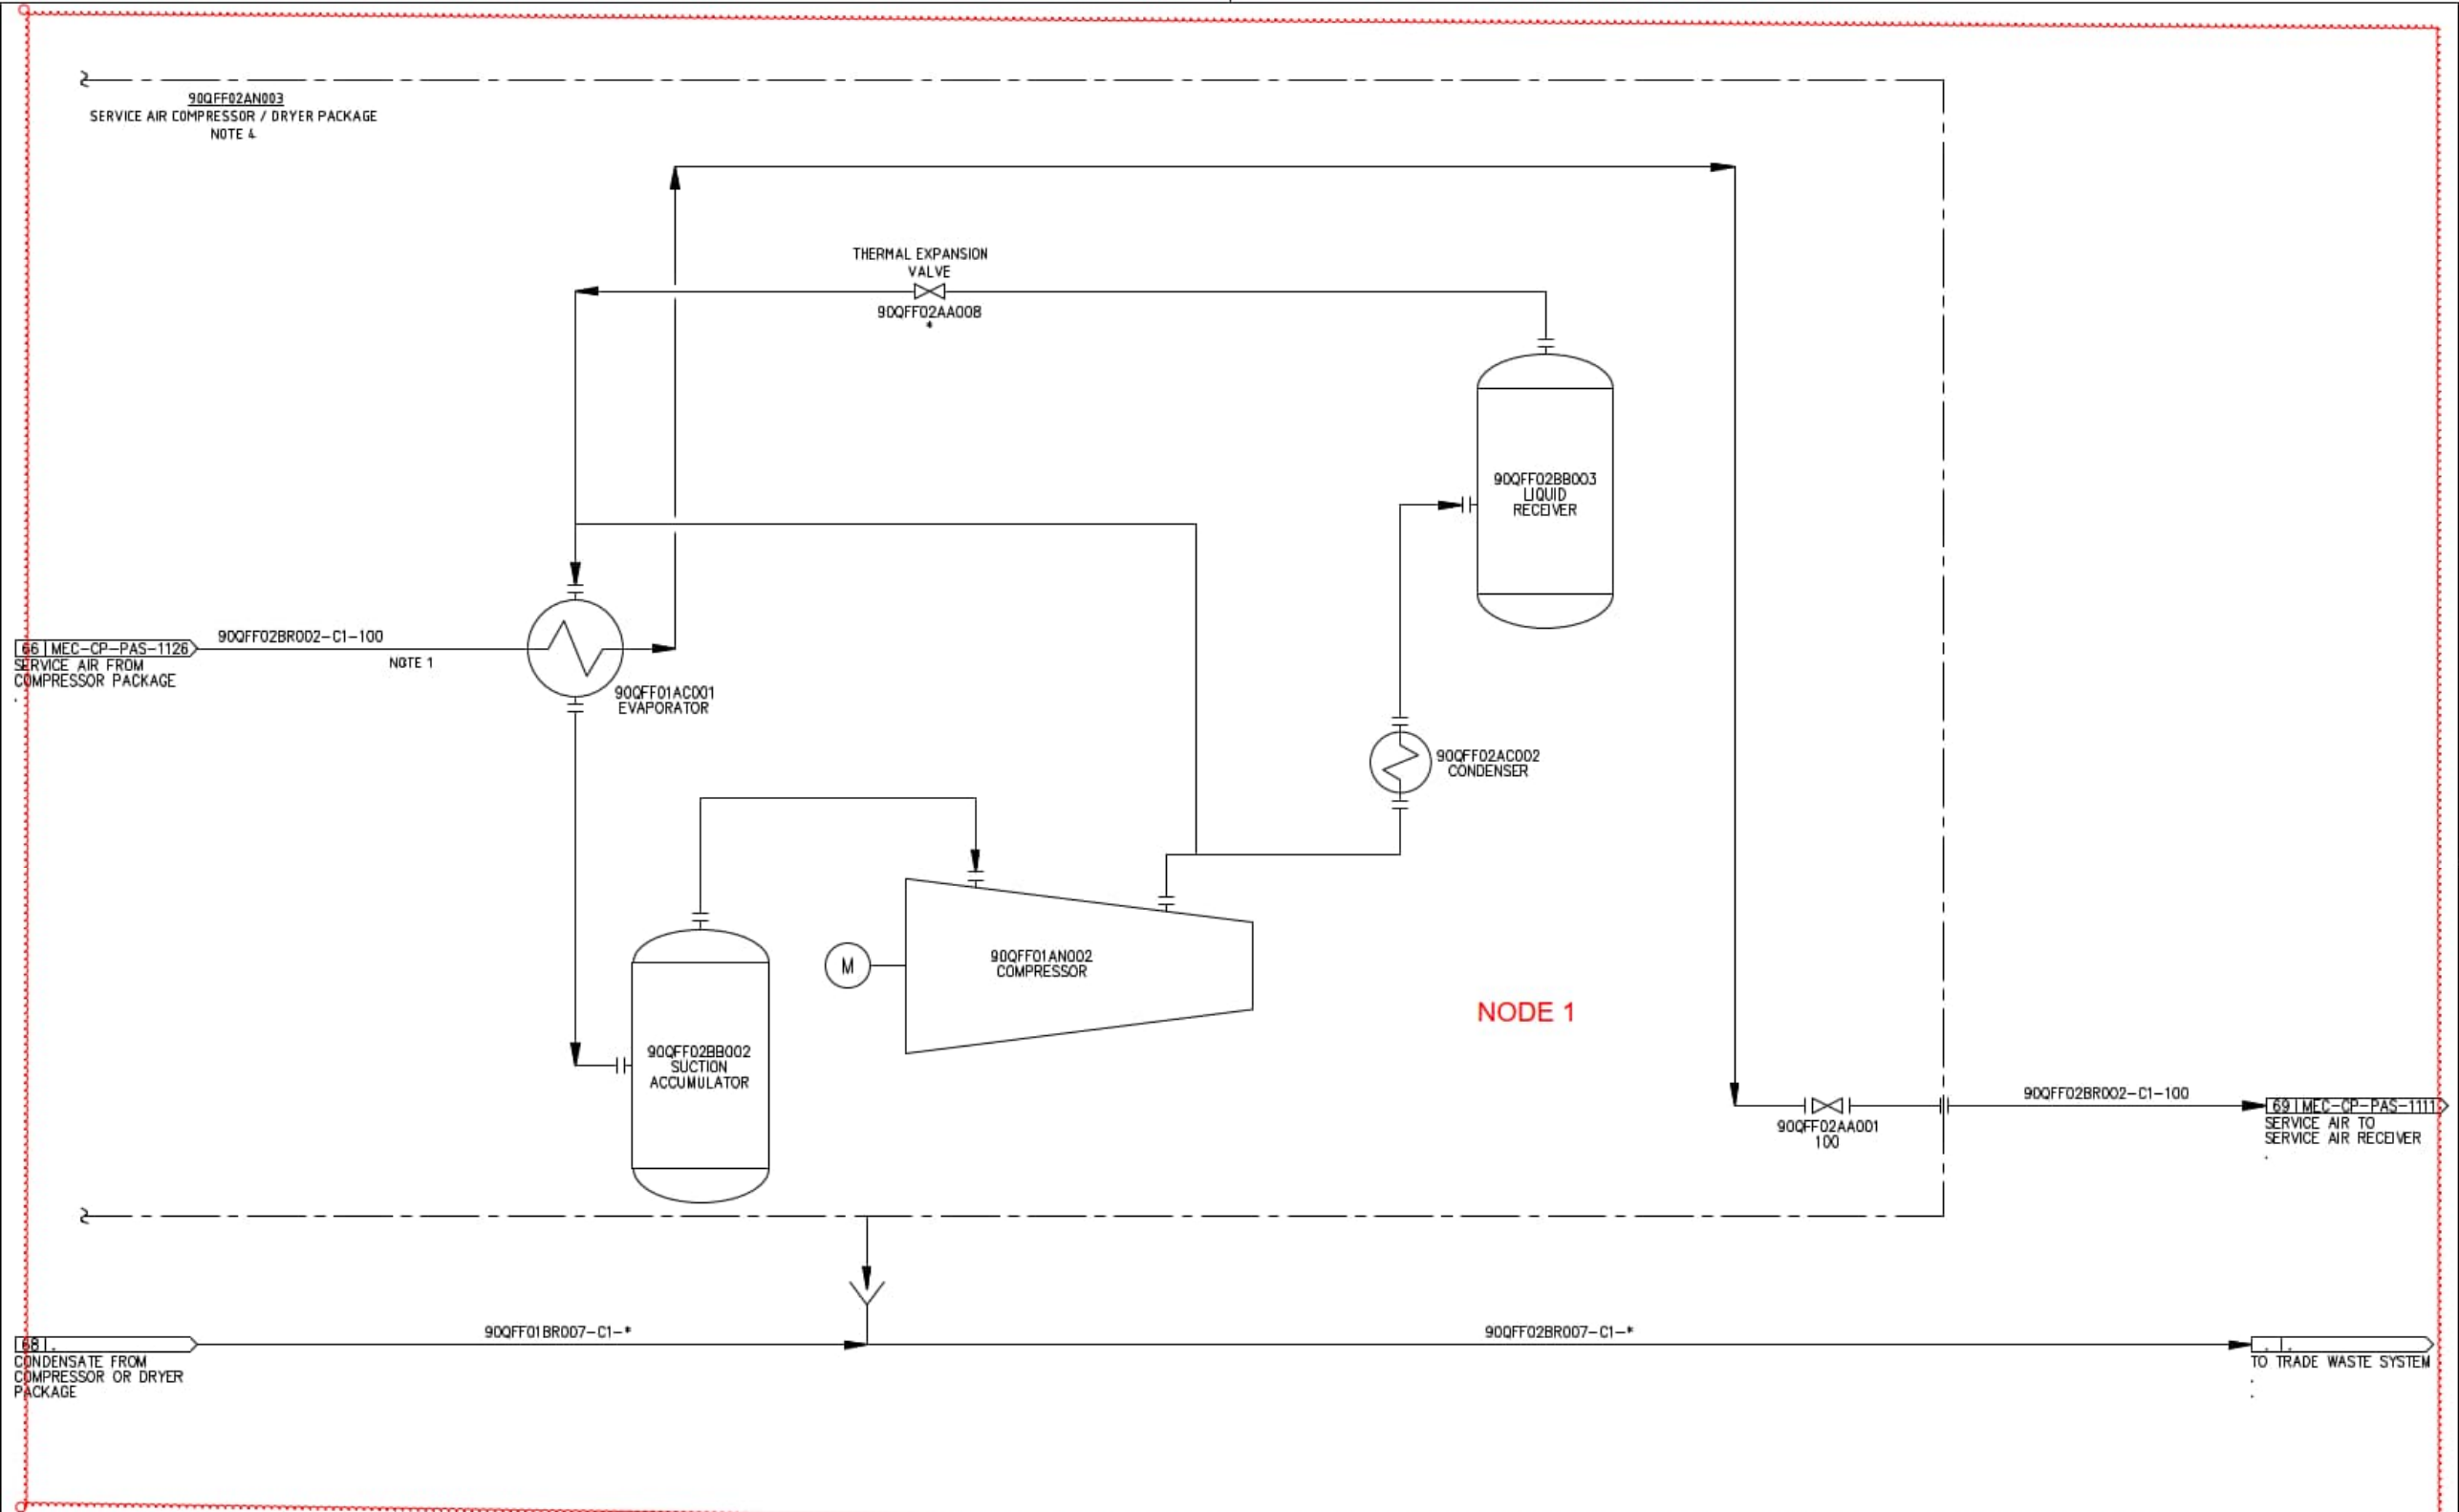 90QFF02AN003
SERVICE AIR COMPRESSOR / DRYER PACKAGE
NOTE 4
THERMAL EXPANSION
VALVE
90QFF02AA008
*
90QFF02BB003
LIQUID
RECEIVER
66 | MEC-CP-PAS-1126
SERVICE AIR FROM
COMPRESSOR PACKAGE
90QFF02BR002-C1-100
NOTE 1
90QFF01AC001
EVAPORATOR
90QFF02AC002
CONDENSER
M
90QFF01AN002
COMPRESSOR
NODE 1
90QFF02BB002
SUCTION
ACCUMULATOR
90QFF02AA001
100
90QFF02BR002-C1-100
69 | MEC-CP-PAS-1111
SERVICE AIR TO
SERVICE AIR RECEIVER
68 | .
CONDENSATE FROM
COMPRESSOR OR DRYER
PACKAGE
90QFF01BR007-C1-*
90QFF02BR007-C1-*
. | .
TO TRADE WASTE SYSTEM